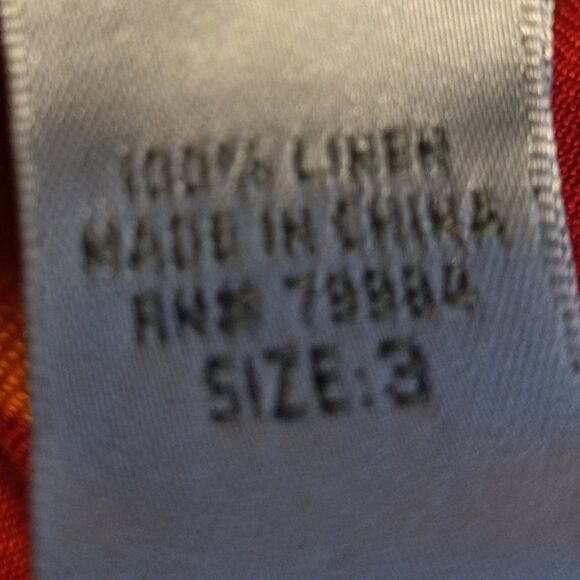 100% LINEN
MADE IN CHINA
RN# 79984
SIZE:3